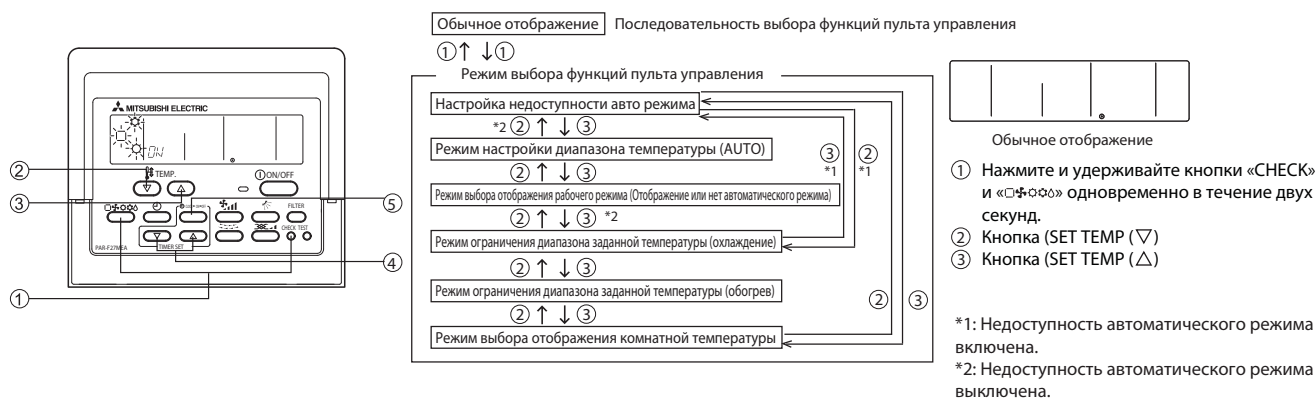 Обычное отображение Последовательность выбора функций пульта управления
①↑ ↓①
Режим выбора функций пульта управления
Настройка недоступности авто режима
*2 ② ↑ ↓ ③
Режим настройки диапазона температуры (AUTO)
② ↑ ↓ ③
Режим выбора отображения рабочего режима (Отображение или нет автоматического режима)
② ↑ ↓ ③ *2
Режим ограничения диапазона заданной температуры (охлаждение)
② ↑ ↓ ③
Режим ограничения диапазона заданной температуры (обогрев)
② ↑ ↓ ③
Режим выбора отображения комнатной температуры
③ ②
*1 *1
② ③
MITSUBISHI ELECTRIC
ON
TEMP.
ON/OFF
FILTER
CHECK TEST
PAR-F27MEA
TIMER SET
②
③
①
⑤
④
Обычное отображение
① Нажмите и удерживайте кнопки «CHECK»
и « » одновременно в течение двух
секунд.
② Кнопка (SET TEMP (▽)
③ Кнопка (SET TEMP (△)
*1: Недоступность автоматического режима
включена.
*2: Недоступность автоматического режима
выключена.